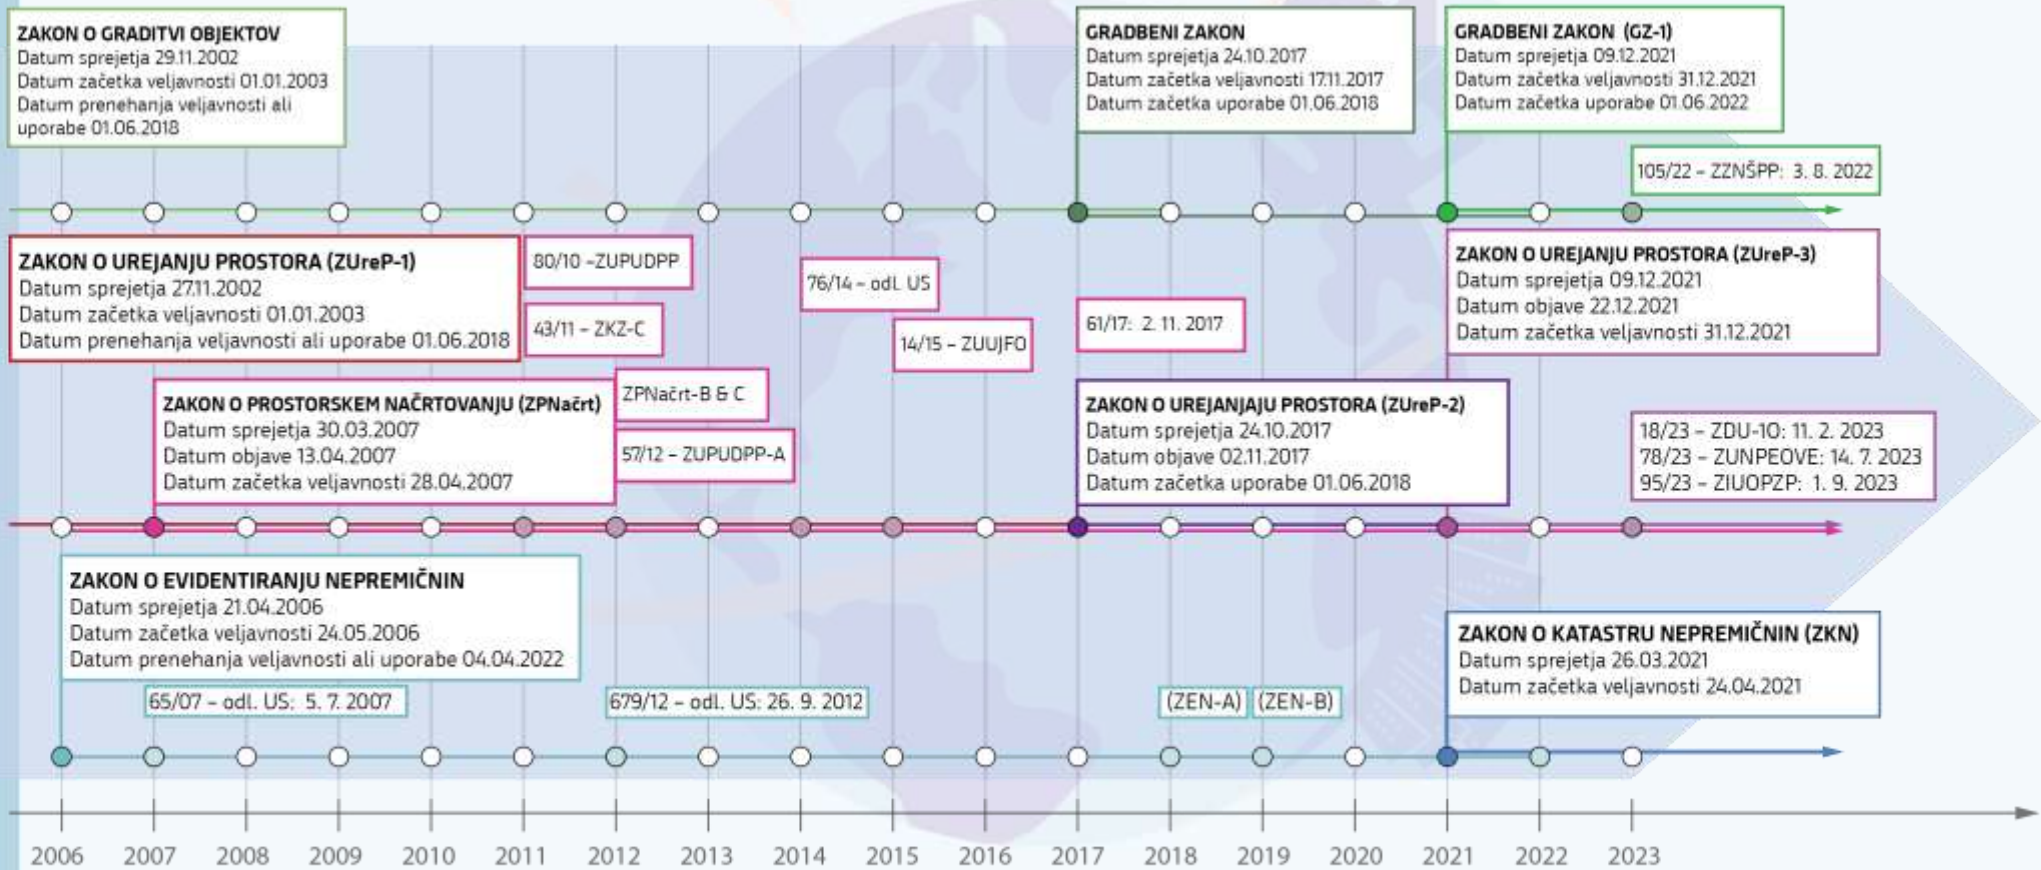 ZAKON O GRADITVI OBJEKTOV
Datum sprejetja 29.11.2002
Datum začetka veljavnosti 01.01.2003
Datum prenehanja veljavnosti ali
uporabe 01.06.2018
GRADBENI ZAKON
Datum sprejetja 24.10.2017
Datum začetka veljavnosti 17.11.2017
Datum začetka uporabe 01.06.2018
GRADBENI ZAKON (GZ-1)
Datum sprejetja 09.12.2021
Datum začetka veljavnosti 31.12.2021
Datum začetka uporabe 01.06.2022
105/22 – ZZNŠPP: 3. 8. 2022
ZAKON O UREJANJU PROSTORA (ZUreP-1)
Datum sprejetja 27.11.2002
Datum začetka veljavnosti 01.01.2003
Datum prenehanja veljavnosti ali uporabe 01.06.2018
80/10 –ZUPUDPP
43/11 – ZKZ-C
76/14 – odl. US
14/15 – ZUUJFO
61/17: 2. 11. 2017
ZAKON O UREJANJU PROSTORA (ZUreP-3)
Datum sprejetja 09.12.2021
Datum objave 22.12.2021
Datum začetka veljavnosti 31.12.2021
ZAKON O PROSTORSKEM NAČRTOVANJU (ZPNačrt)
Datum sprejetja 30.03.2007
Datum objave 13.04.2007
Datum začetka veljavnosti 28.04.2007
ZPNačrt-B & C
57/12 – ZUPUDPP-A
ZAKON O UREJANJAJU PROSTORA (ZUreP-2)
Datum sprejetja 24.10.2017
Datum objave 02.11.2017
Datum začetka uporabe 01.06.2018
18/23 – ZDU-1O: 11. 2. 2023
78/23 – ZUNPEOVE: 14. 7. 2023
95/23 – ZIUOPZP: 1. 9. 2023
ZAKON O EVIDENTIRANJU NEPREMIČNIN
Datum sprejetja 21.04.2006
Datum začetka veljavnosti 24.05.2006
Datum prenehanja veljavnosti ali uporabe 04.04.2022
65/07 – odl. US: 5. 7. 2007
679/12 – odl. US: 26. 9. 2012
(ZEN-A)
(ZEN-B)
ZAKON O KATASTRU NEPREMIČNIN (ZKN)
Datum sprejetja 26.03.2021
Datum začetka veljavnosti 24.04.2021
2006 2007 2008 2009 2010 2011 2012 2013 2014 2015 2016 2017 2018 2019 2020 2021 2022 2023